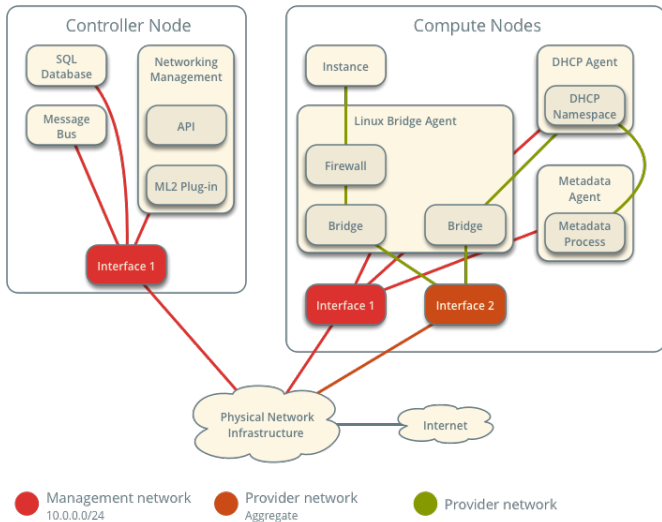 Controller Node
SQL
Database
Message
Bus
Networking
Management
API
ML2 Plug-in
Interface 1
Compute Nodes
Instance
Linux Bridge Agent
Firewall
Bridge
Bridge
DHCP Agent
DHCP
Namespace
Metadata
Agent
Metadata
Process
Interface 1
Interface 2
Physical Network
Infrastructure
Internet
Management network
10.0.0.0/24
Provider network
Aggregate
Provider network